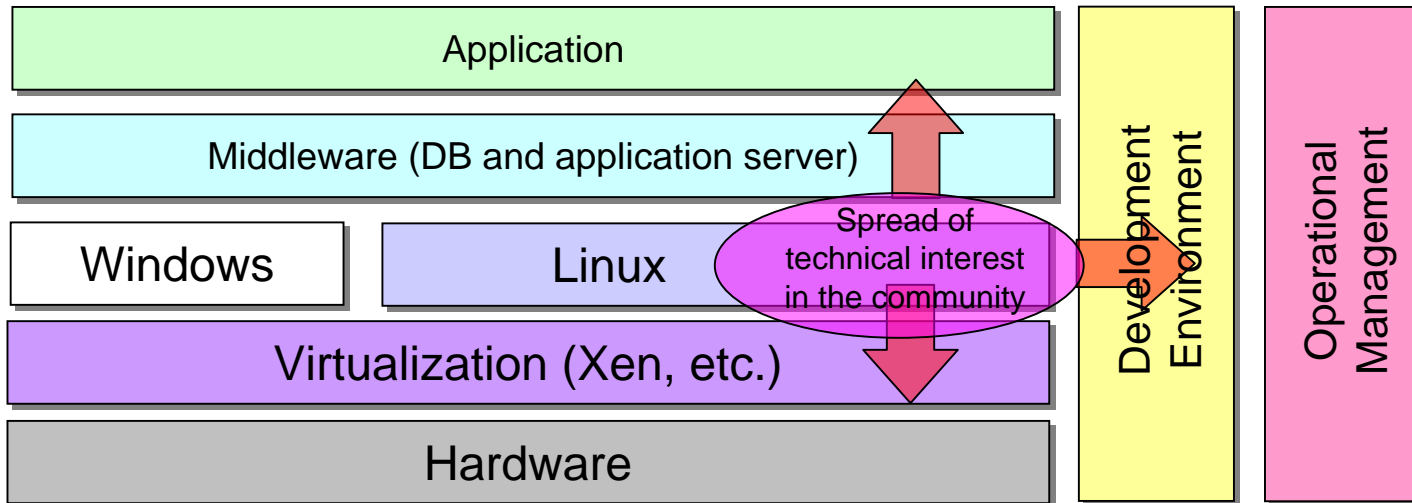 Application
Middleware (DB and application server)
Windows
Linux
Spread of
technical interest
in the community
Virtualization (Xen, etc.)
Hardware
Development
Environment
Operational
Management